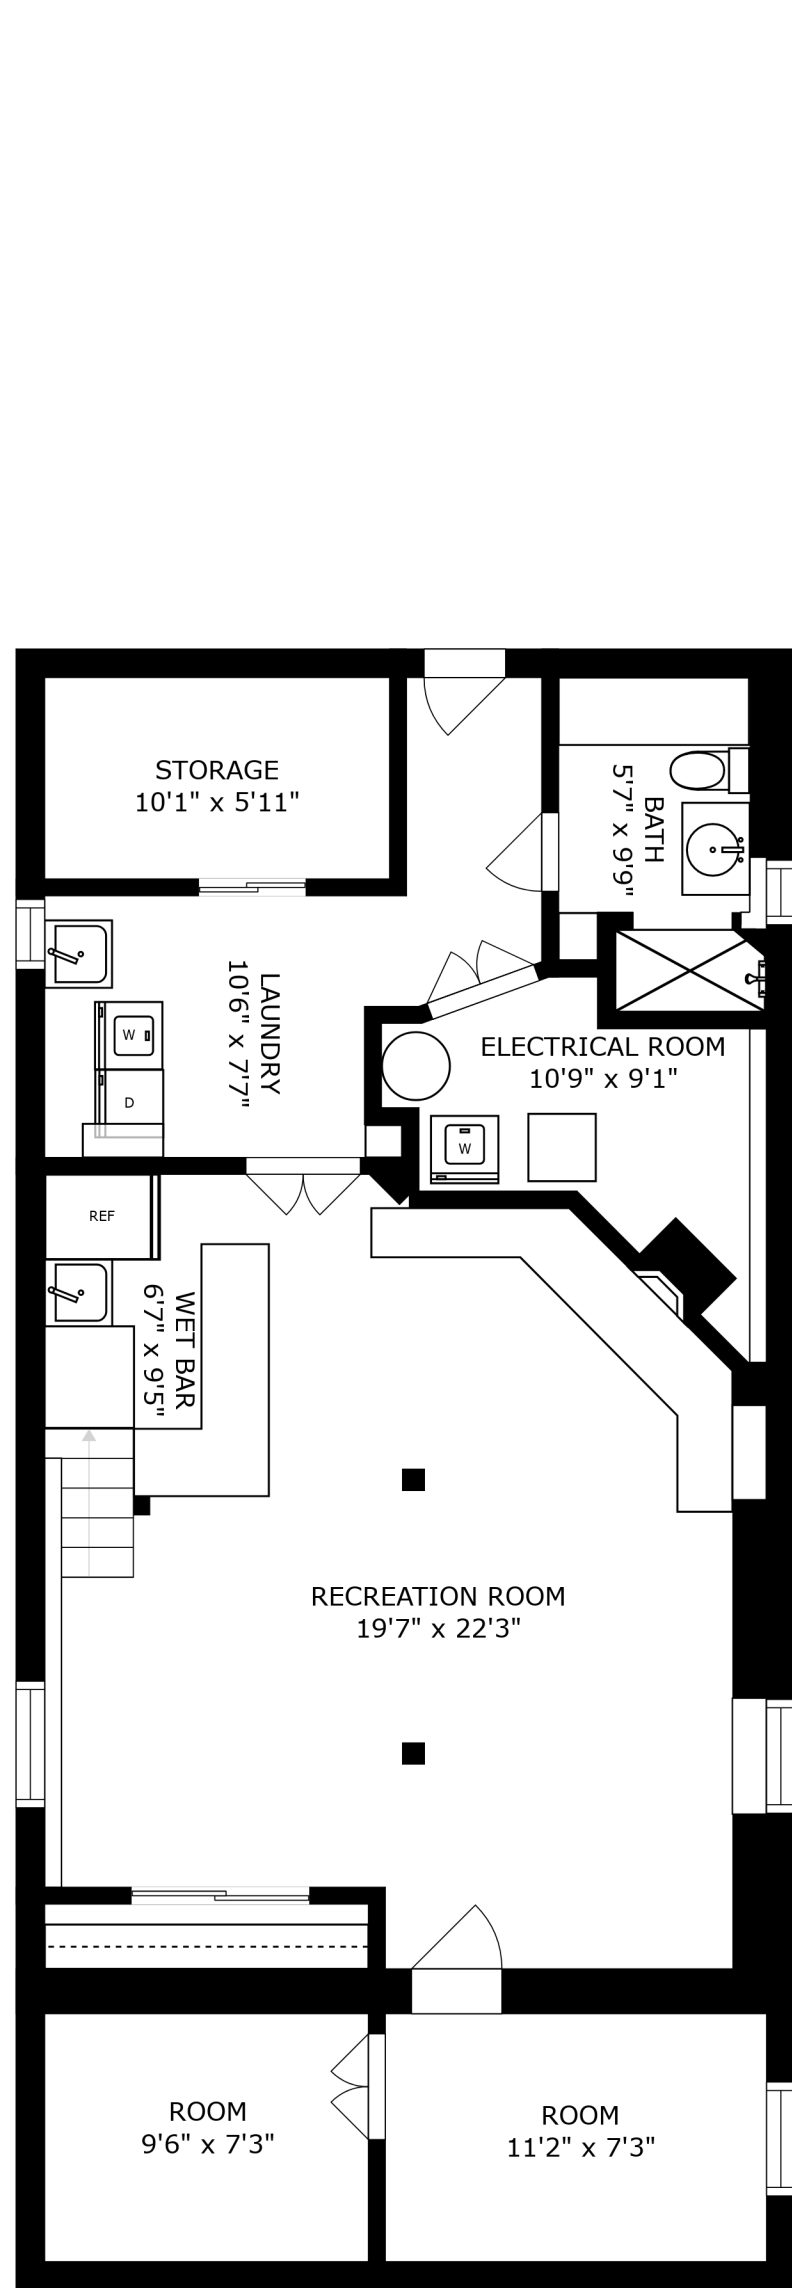 STORAGE
10'1" x 5'11"
BATH
5'7" x 9'9"
LAUNDRY
10'6" x 7'7"
W
D
ELECTRICAL ROOM
10'9" x 9'1"
W
REF
WET BAR
6'7" x 9'5"
RECREATION ROOM
19'7" x 22'3"
ROOM
9'6" x 7'3"
ROOM
11'2" x 7'3"